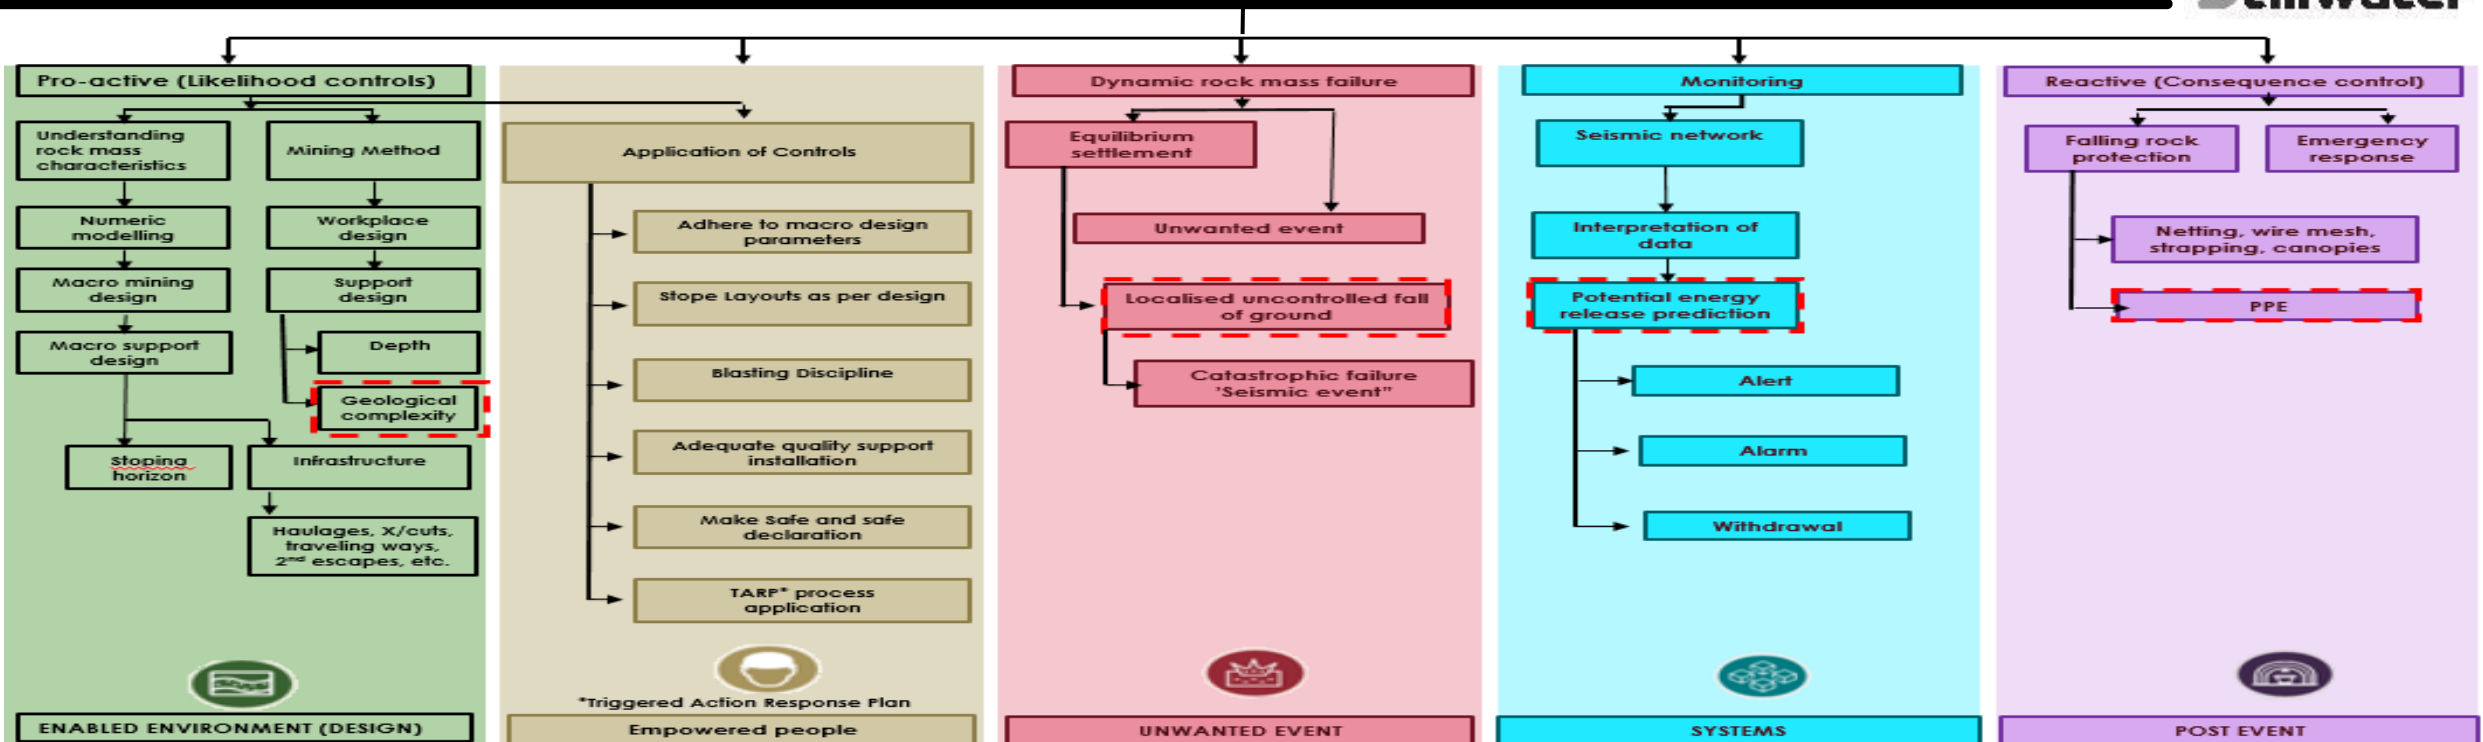 Stillwater
Pro-active (Likelihood controls)
Understanding
rock mass
characteristics
Mining Method
Numeric
modelling
Workplace
design
Macro mining
design
Support
design
Macro support
design
Depth
Geological
complexity
Stoping
horizon
Infrastructure
Haulages, X/cuts,
traveling ways,
2nd escapes, etc.
ENABLED ENVIRONMENT (DESIGN)
Application of Controls
Adhere to macro design
parameters
Stope Layouts as per design
Blasting Discipline
Adequate quality support
installation
Make Safe and safe
declaration
TARP* process
application
*Triggered Action Response Plan
Empowered people
Dynamic rock mass failure
Equilibrium
settlement
Unwanted event
Localised uncontrolled fall
of ground
Catastrophic failure
'Seismic event"
UNWANTED EVENT
Monitoring
Seismic network
Interpretation of
data
Potential energy
release prediction
Alert
Alarm
Withdrawal
SYSTEMS
Reactive (Consequence control)
Falling rock
protection
Emergency
response
Netting, wire mesh,
strapping, canopies
PPE
POST EVENT